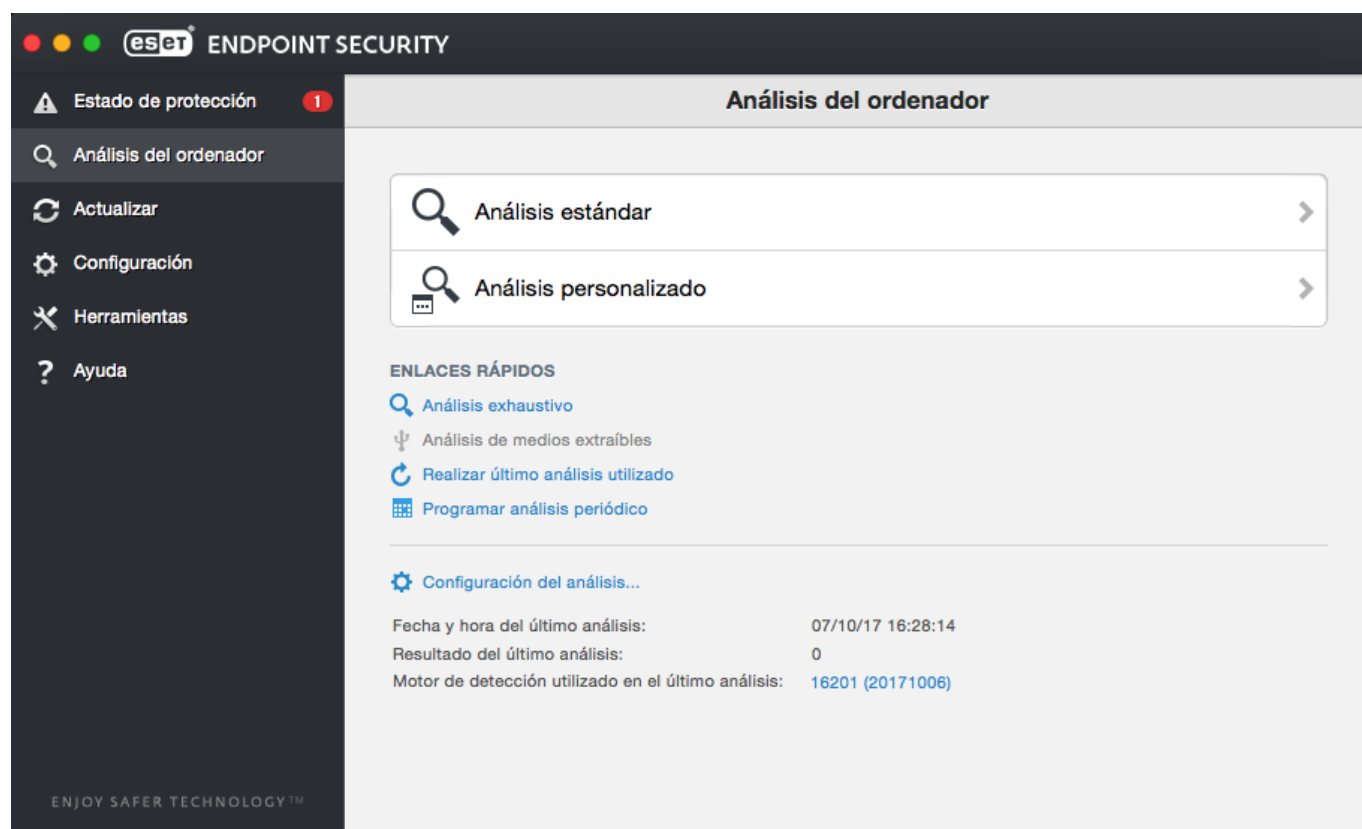 eset ENDPOINT SECURITY
Estado de protección 1
Análisis del ordenador
Actualizar
Configuración
Herramientas
? Ayuda
ENJOY SAFER TECHNOLOGY™
Análisis del ordenador
Análisis estándar
Análisis personalizado
ENLACES RÁPIDOS
Análisis exhaustivo
Análisis de medios extraíbles
Realizar último análisis utilizado
Programar análisis periódico
Configuración del análisis...
Fecha y hora del último análisis: 07/10/17 16:28:14
Resultado del último análisis: 0
Motor de detección utilizado en el último análisis: 16201 (20171006)